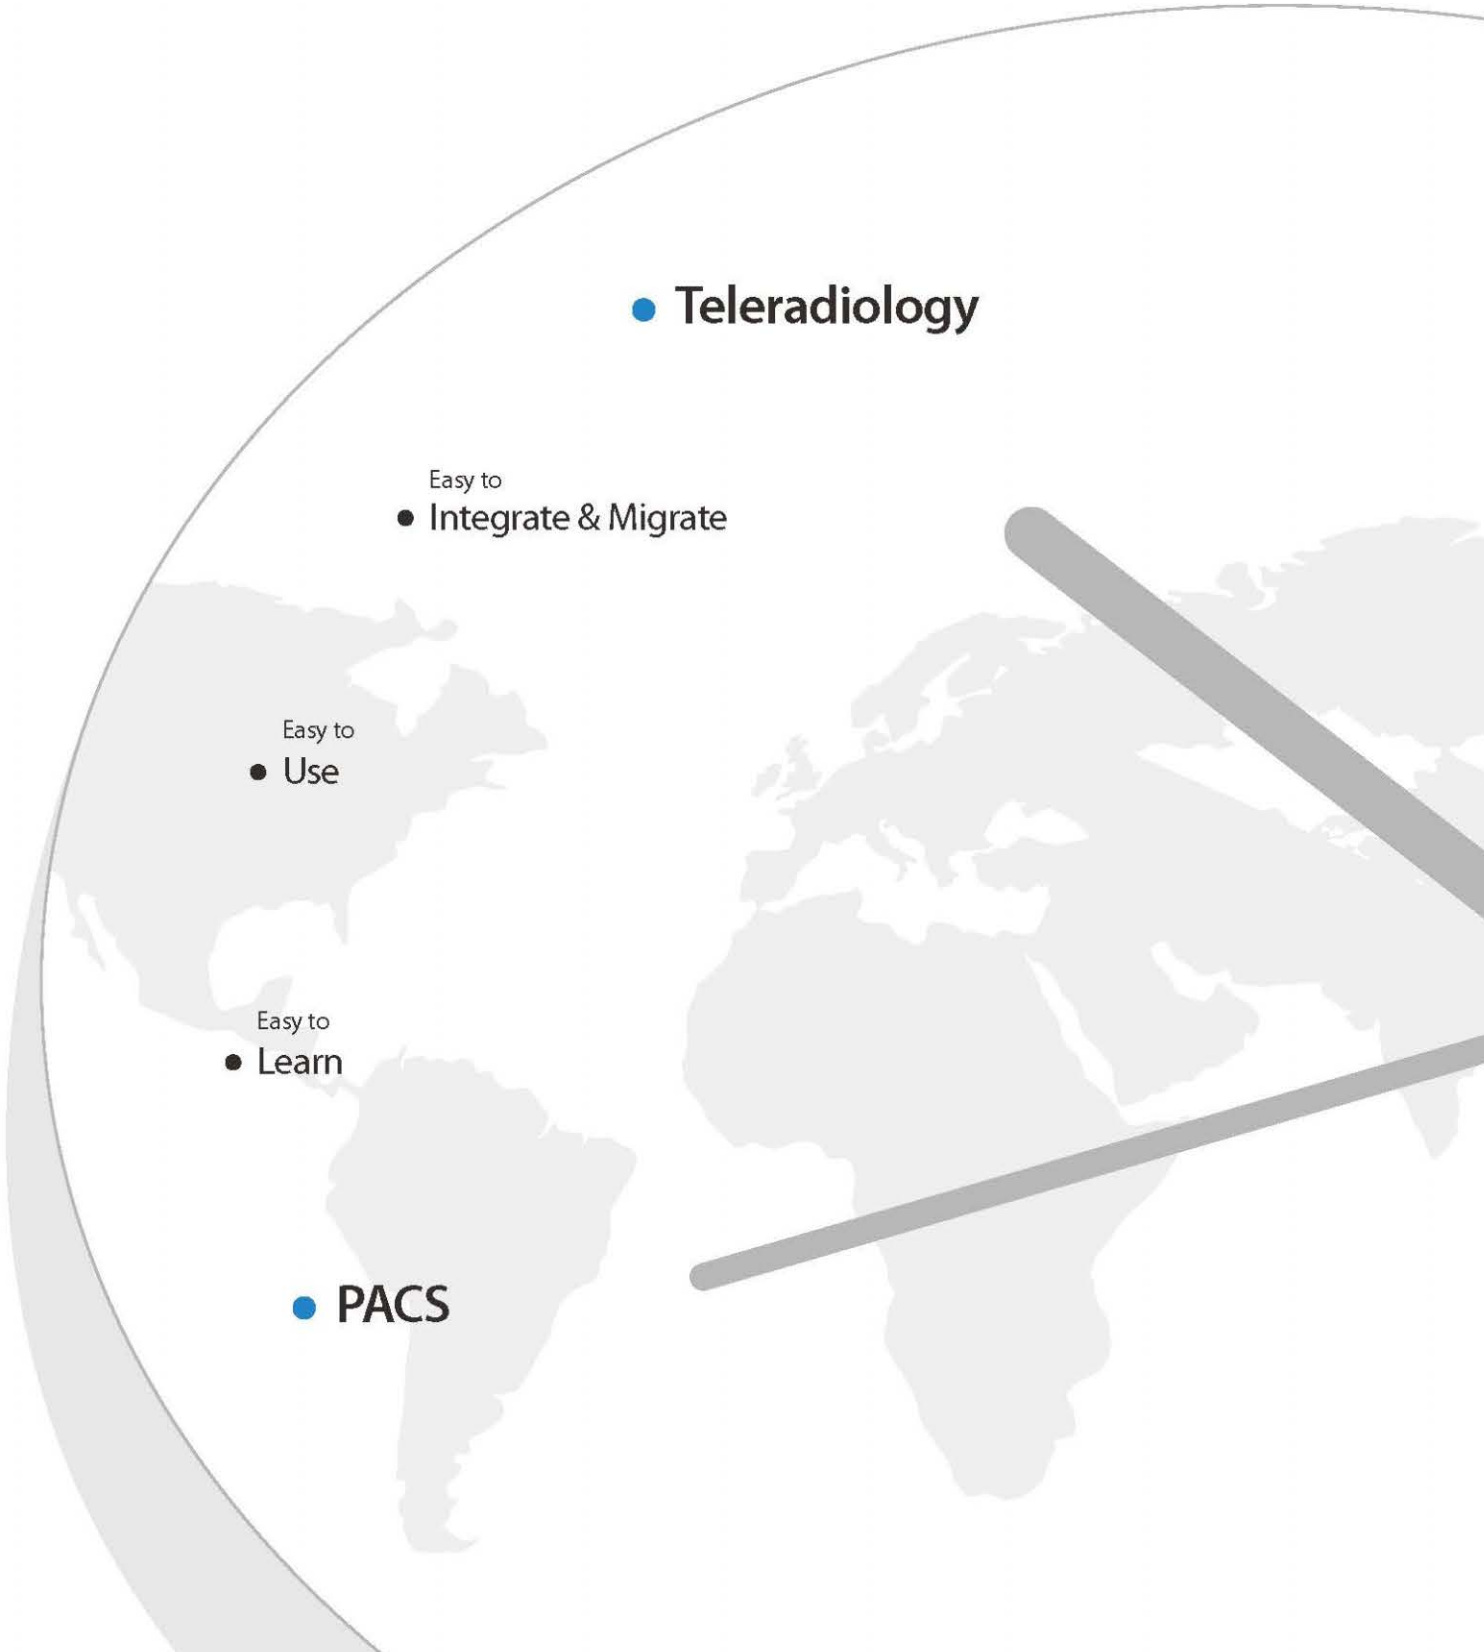 Teleradiology
Easy to
Integrate & Migrate
Easy to
Use
Easy to
Learn
PACS